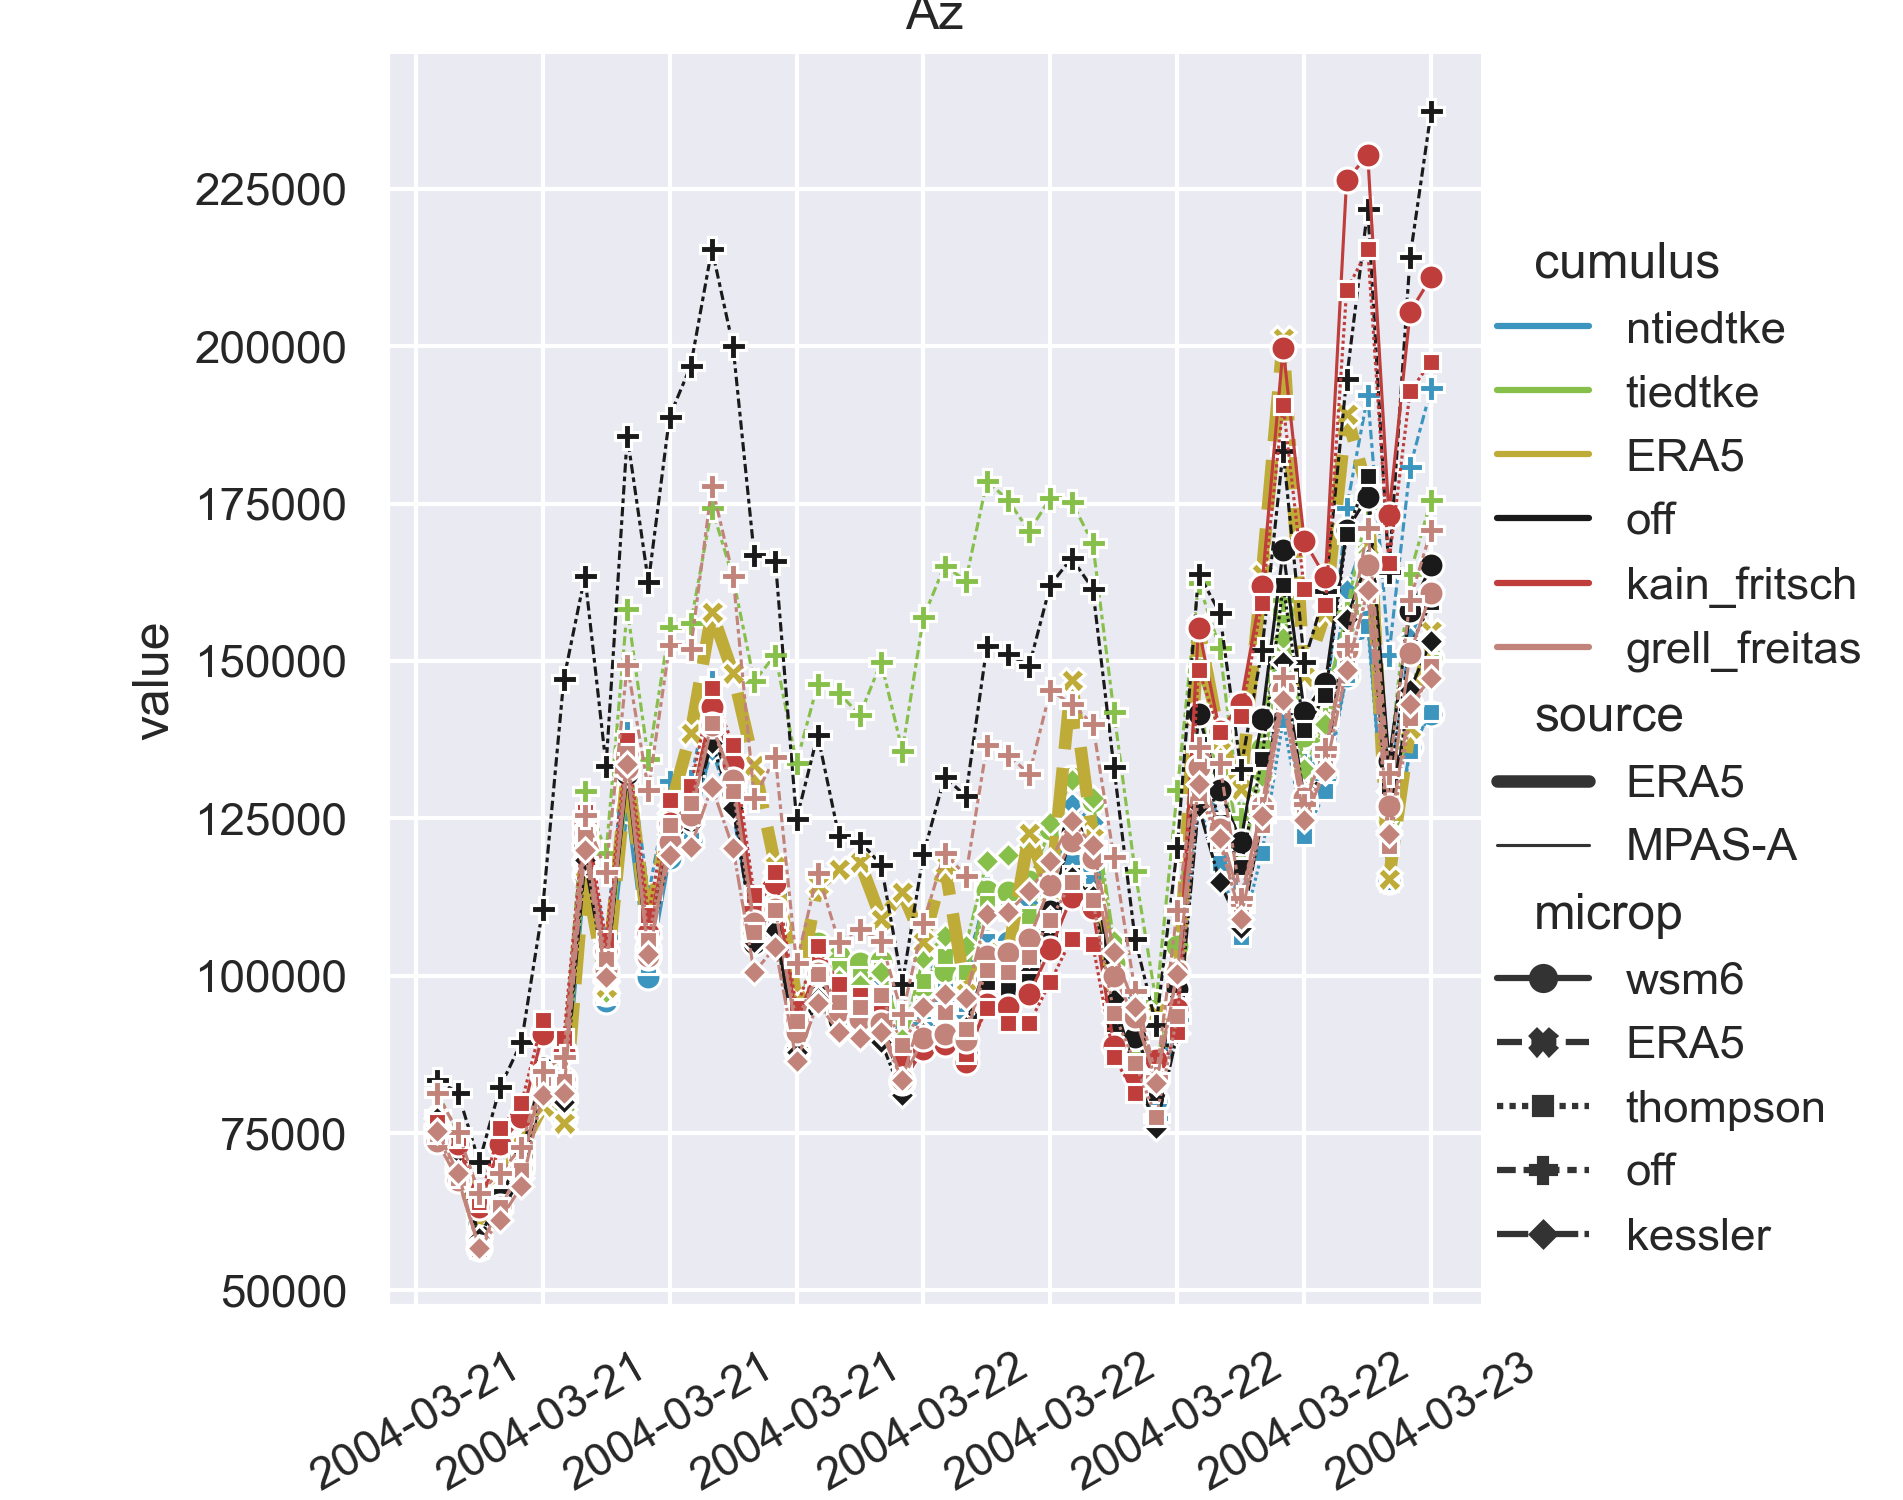 Az
value
225000
200000
175000
150000
125000
100000
75000
50000
2004-03-21
2004-03-21
2004-03-21
2004-03-21
2004-03-22
2004-03-22
2004-03-22
2004-03-22
2004-03-23
cumulus
ntiedtke
tiedtke
ERA5
off
kain_fritsch
grell_freitas
source
ERA5
MPAS-A
microp
wsm6
ERA5
thompson
off
kessler